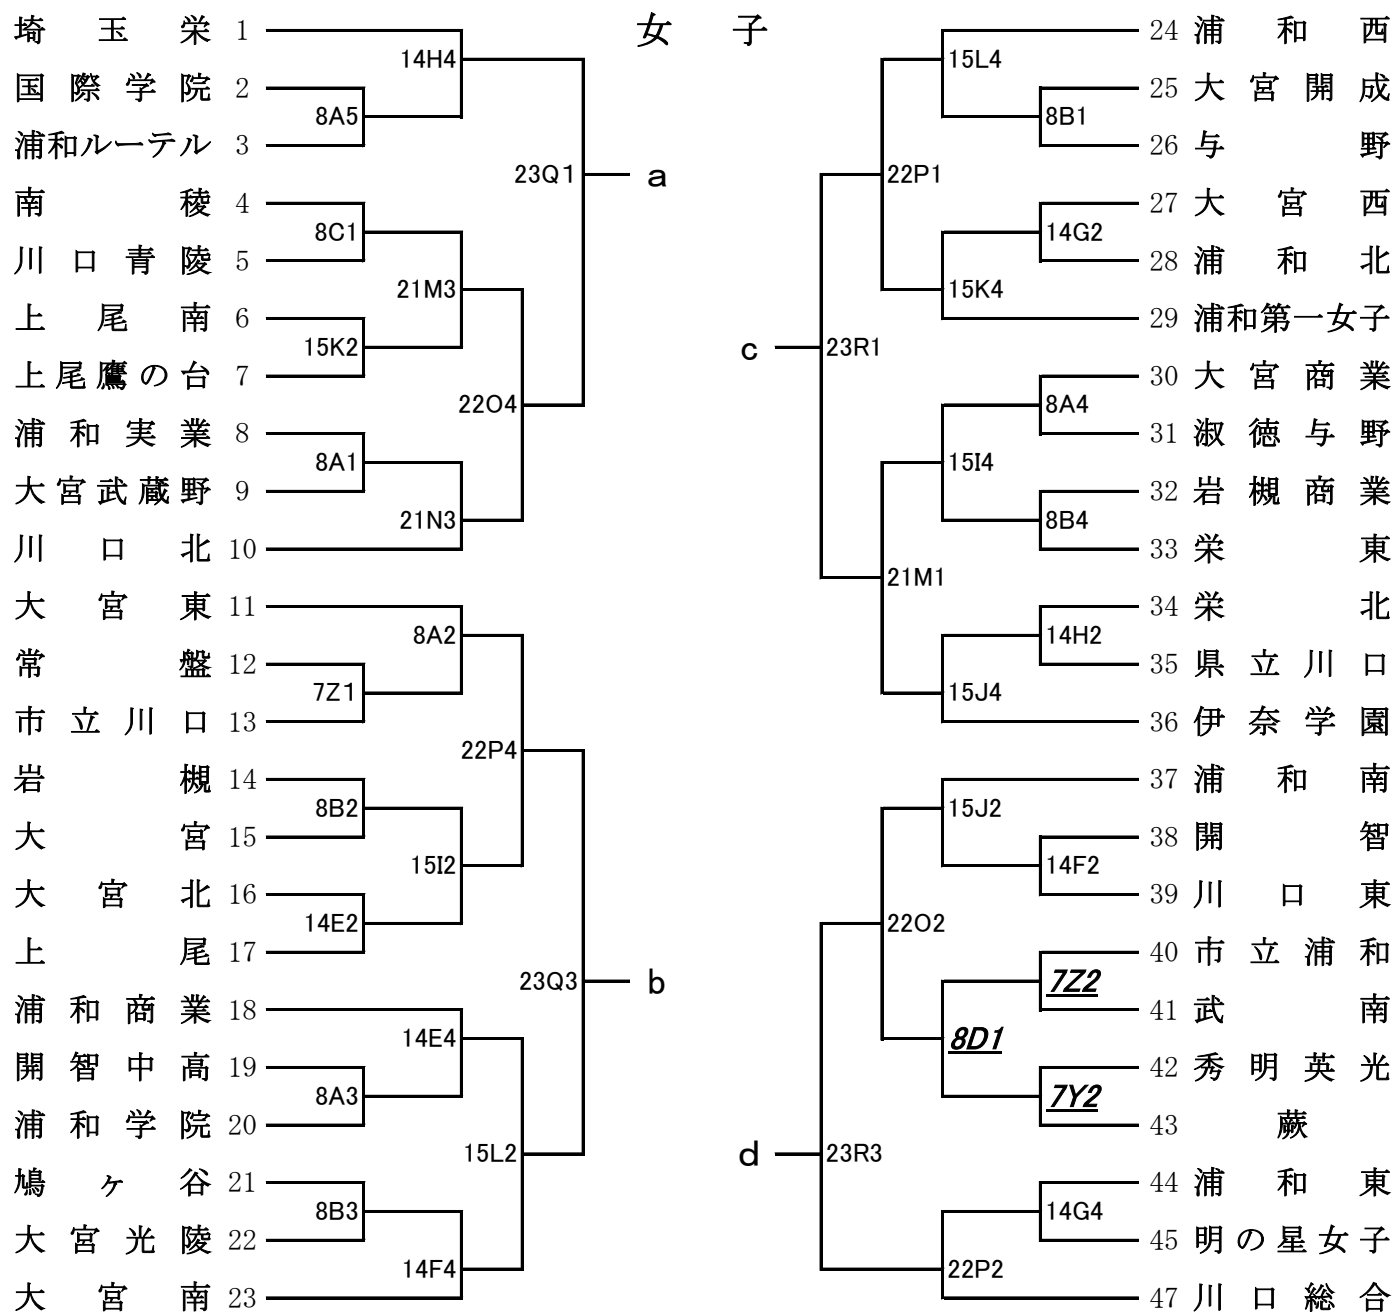 女 子
埼玉栄 1
14H4
国際学院 2
8A5
浦和ルーテル 3
23Q1 a
南稜 4
8C1
川口青陵 5
21M3
上尾南 6
15K2
上尾鷹の台 7
22O4
浦和実業 8
8A1
大宮武蔵野 9
21N3
川口北 10
大宮東 11
8A2
常盤 12
7Z1
市立川口 13
22P4
岩槻 14
8B2
大宮 15
15I2
大宮北 16
14E2
上尾 17
23Q3 b
浦和商業 18
14E4
開智中高 19
8A3
浦和学院 20
15L2
鳩ヶ谷 21
8B3
大宮光陵 22
14F4
大宮南 23
24 浦和西
15L4
25 大宮開成
8B1
26 与野
22P1
27 大宮西
14G2
28 浦和北
15K4
29 浦和第一女子
c 23R1
30 大宮商業
8A4
31 淑徳与野
15I4
32 岩槻商業
8B4
33 栄東
21M1
34 栄北
14H2
35 県立川口
15J4
36 伊奈学園
37 浦和南
15J2
38 開智
14F2
39 川口東
22O2
40 市立浦和
7Z2
41 武南
8D1
42 秀明英光
7Y2
43 蕨
d 23R3
44 浦和東
14G4
45 明の星女子
22P2
47 川口総合